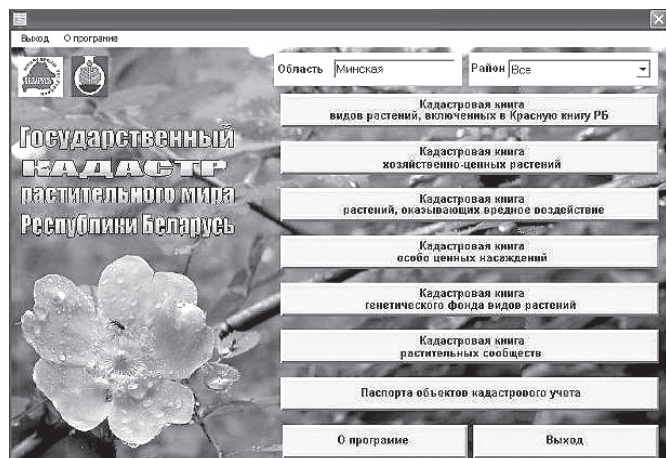 Выход О программе
Область Минская Район Все
Государственный
КАДАСТР
растительного мира
Республики Беларусь
Кадастровая книга
видов растений, включенных в Красную книгу РБ
Кадастровая книга
хозяйственно-ценных растений
Кадастровая книга
растений, оказывающих вредное воздействие
Кадастровая книга
особо ценных насаждений
Кадастровая книга
генетического фонда видов растений
Кадастровая книга
растительных сообществ
Паспорта объектов кадастрового учета
О программе Выход